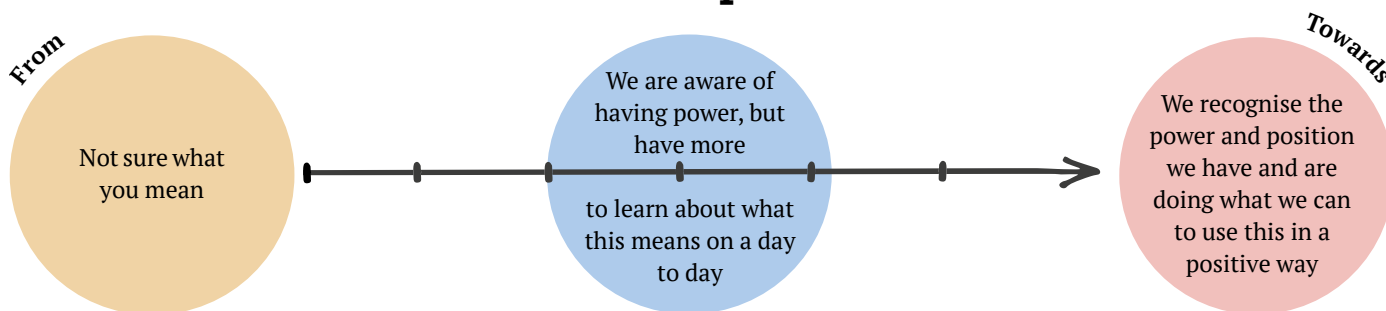 From
Not sure what
you mean
We are aware of
having power, but
have more
to learn about what
this means on a day
to day
Towards
We recognise the
power and position
we have and are
doing what we can
to use this in a
positive way